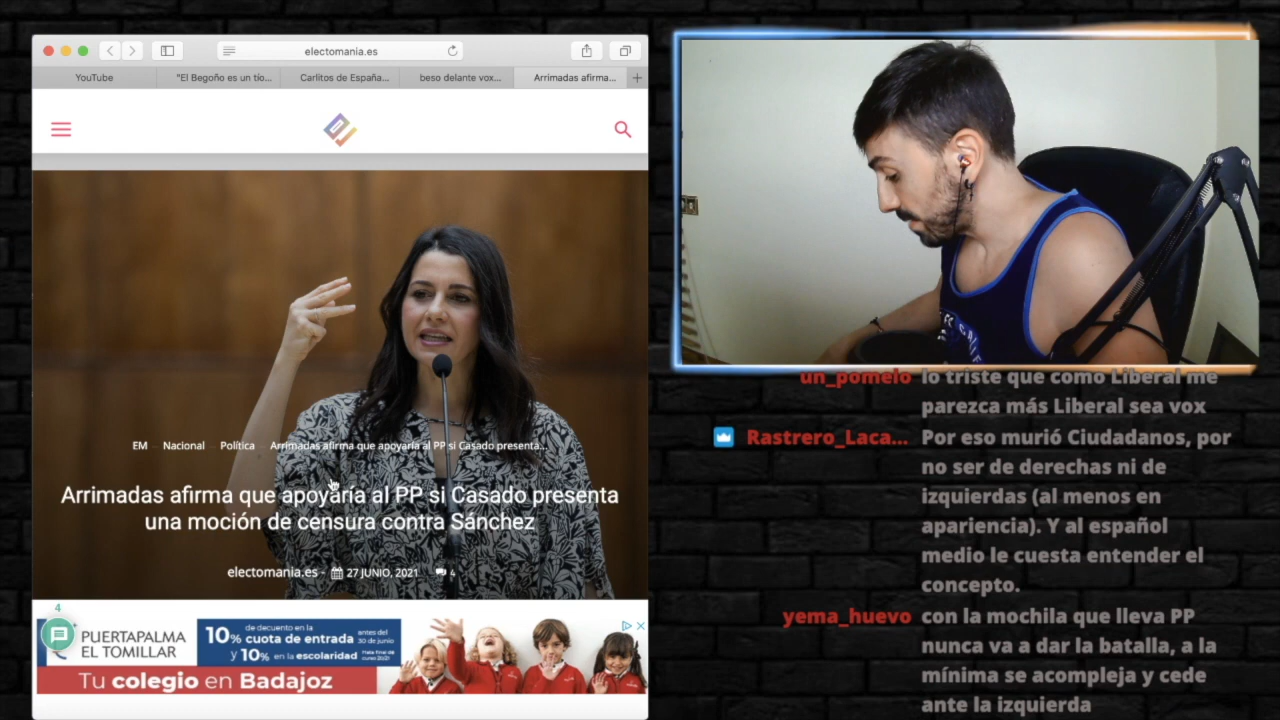 electomania.es
YouTube
"El Begoño es un tío...
Carlitos de España...
beso delante vox...
Arrimadas afirma...
EM
Nacional
Política
Arrimadas afirma que apoyaría al PP si Casado presenta...
Arrimadas afirma que apoyaría al PP si Casado presenta
una moción de censura contra Sánchez
electomania.es - 27 JUNIO, 2021 4
4
PUERTAPALMA
EL TOMILLAR
de descuento en la
10% cuota de entrada
antes del
30 de junio
y 10% en la escolaridad
Tu colegio en Badajoz
un_pomelo lo triste que como Liberal me
parezca más Liberal sea vox
Rastrero_Laca... Por eso murió Ciudadanos, por
no ser de derechas ni de
izquierdas (al menos en
apariencia). Y al español
medio le cuesta entender el
concepto.
yema_huevo con la mochila que lleva PP
nunca va a dar la batalla, a la
mínima se acompleja y cede
ante la izquierda